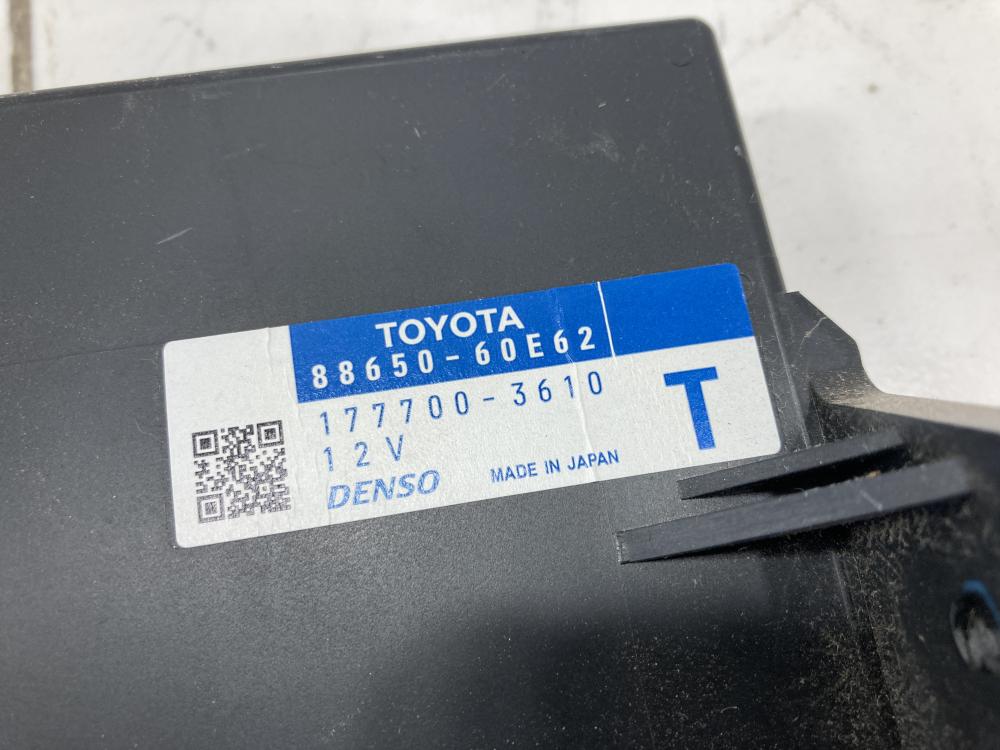 TOYOTA
88650-60E62
177700-3610
12V
DENSO
MADE IN JAPAN
T